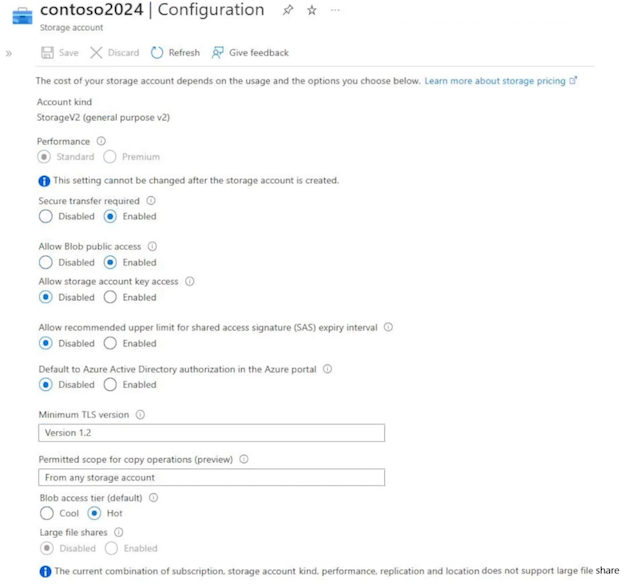 contoso2024 | Configuration
Storage account
Save Discard Refresh Give feedback
The cost of your storage account depends on the usage and the options you choose below. Learn more about storage pricing
Account kind
StorageV2 (general purpose v2)
Performance
Standard Premium
This setting cannot be changed after the storage account is created.
Secure transfer required
Disabled Enabled
Allow Blob public access
Disabled Enabled
Allow storage account key access
Disabled Enabled
Allow recommended upper limit for shared access signature (SAS) expiry interval
Disabled Enabled
Default to Azure Active Directory authorization in the Azure portal
Disabled Enabled
Minimum TLS version
Version 1.2
Permitted scope for copy operations (preview)
From any storage account
Blob access tier (default)
Cool Hot
Large file shares
Disabled Enabled
The current combination of subscription, storage account kind, performance, replication and location does not support large file share